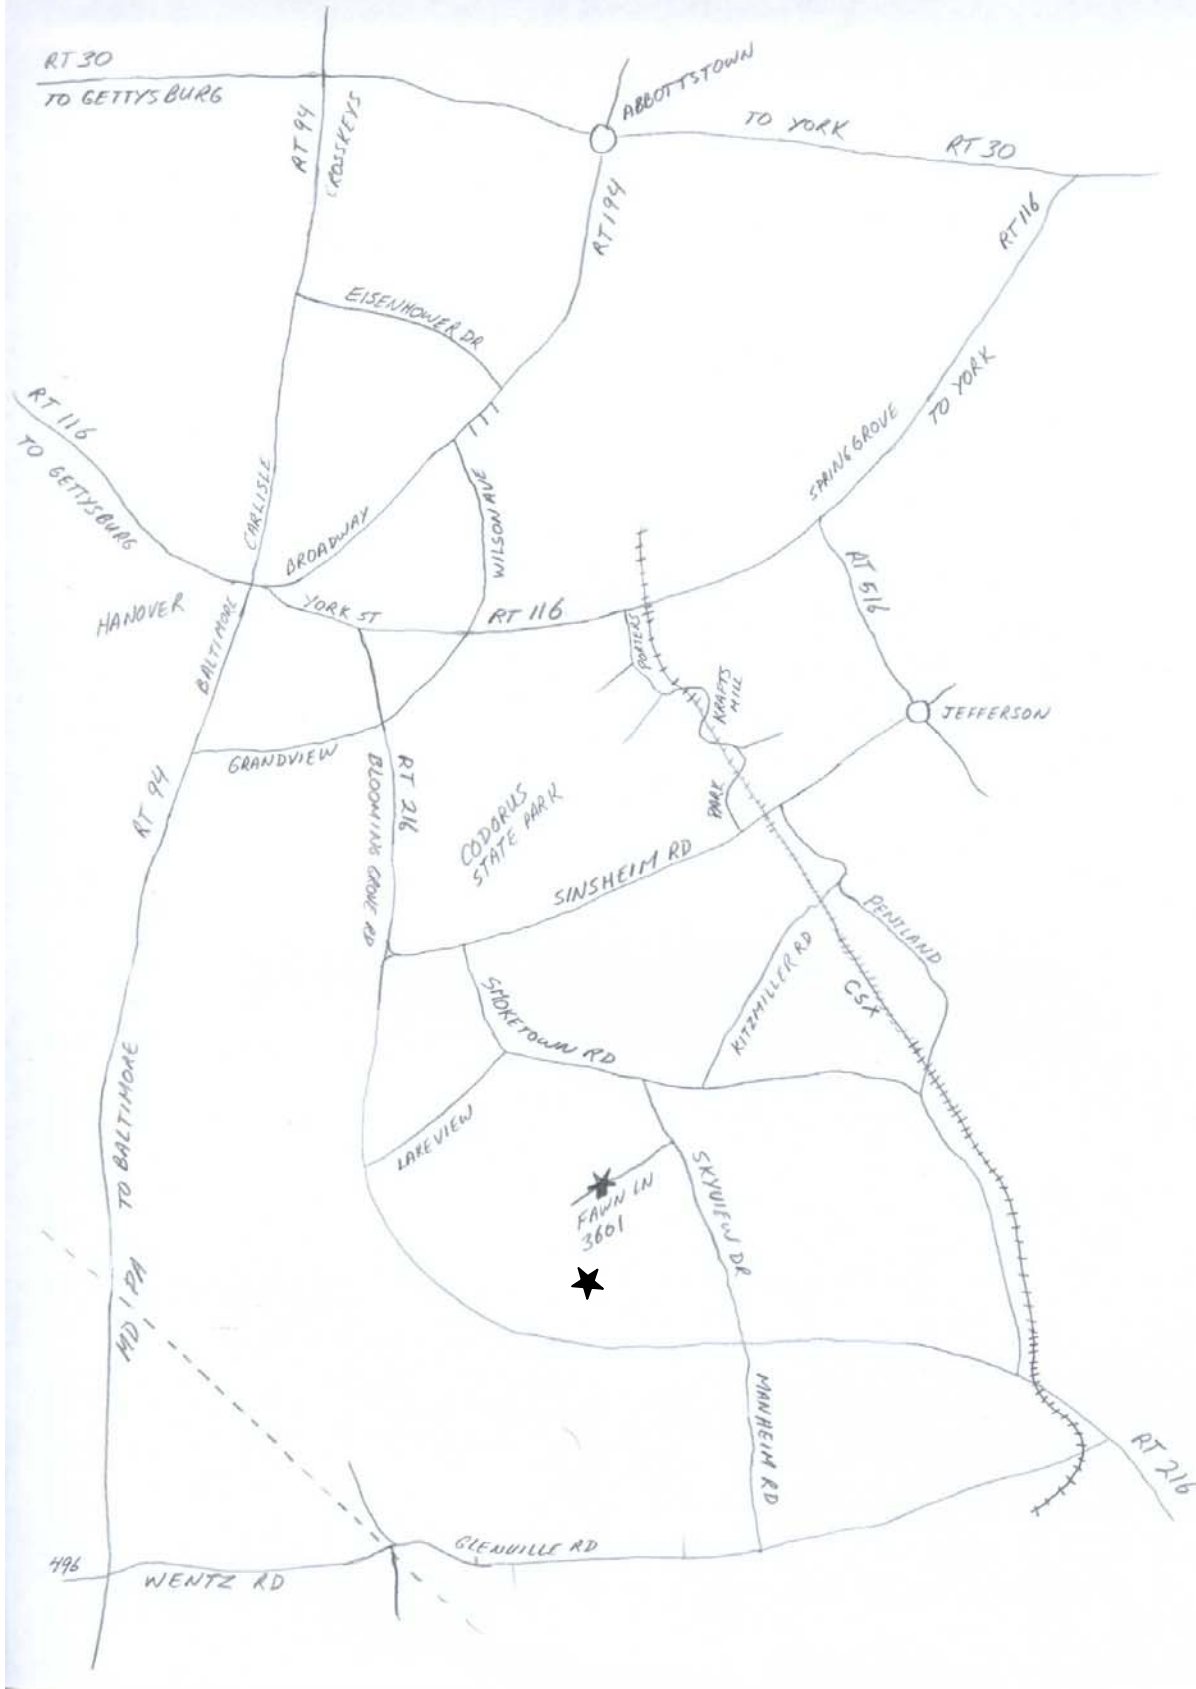 RT 30
TO GETTYSBURG
RT 94
CROSSKEYS
ABBOTTSTOWN
TO YORK
RT 30
RT 194
RT 116
EISENHOWER DR
RT 116
TO GETTYSBURG
TO YORK
SPRING GROVE
CARLISLE
BROADWAY
WILSON AVE
HANOVER
BALTIMORE
YORK ST
RT 116
RT 516
PORTERS
KRAFTS
MILL
JEFFERSON
GRANDVIEW
RT 94
RT 216
BLOOMING GROVE RD
CODORUS
STATE PARK
PARK
SINSHEIM RD
PENTLAND
KITZMILLER RD
CSX
SMOKETOWN RD
LAKEVIEW
TO BALTIMORE
FAWN LN
3601
SKYVIEW DR
MD / PA
MANHEIM RD
RT 216
GLENVILLE RD
496
WENTZ RD